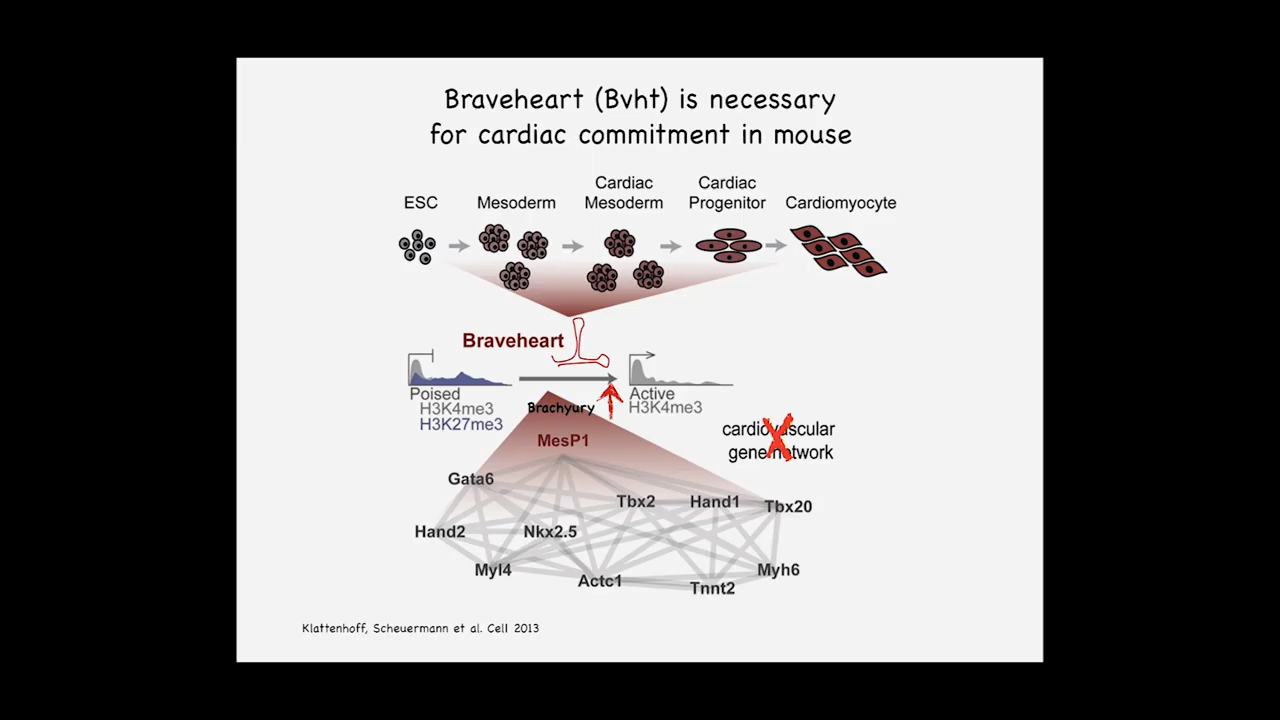 Braveheart (Bvht) is necessary
for cardiac commitment in mouse
ESC
Mesoderm
Cardiac
Mesoderm
Cardiac
Progenitor
Cardiomyocyte
Braveheart
Poised
H3K4me3
H3K27me3
Active
H3K4me3
Brachyury
MesP1
cardiovascular
gene network
Gata6
Tbx2
Hand1
Tbx20
Hand2
Nkx2.5
Myl4
Actc1
Tnnt2
Myh6
Klattenhoff, Scheuermann et al. Cell 2013